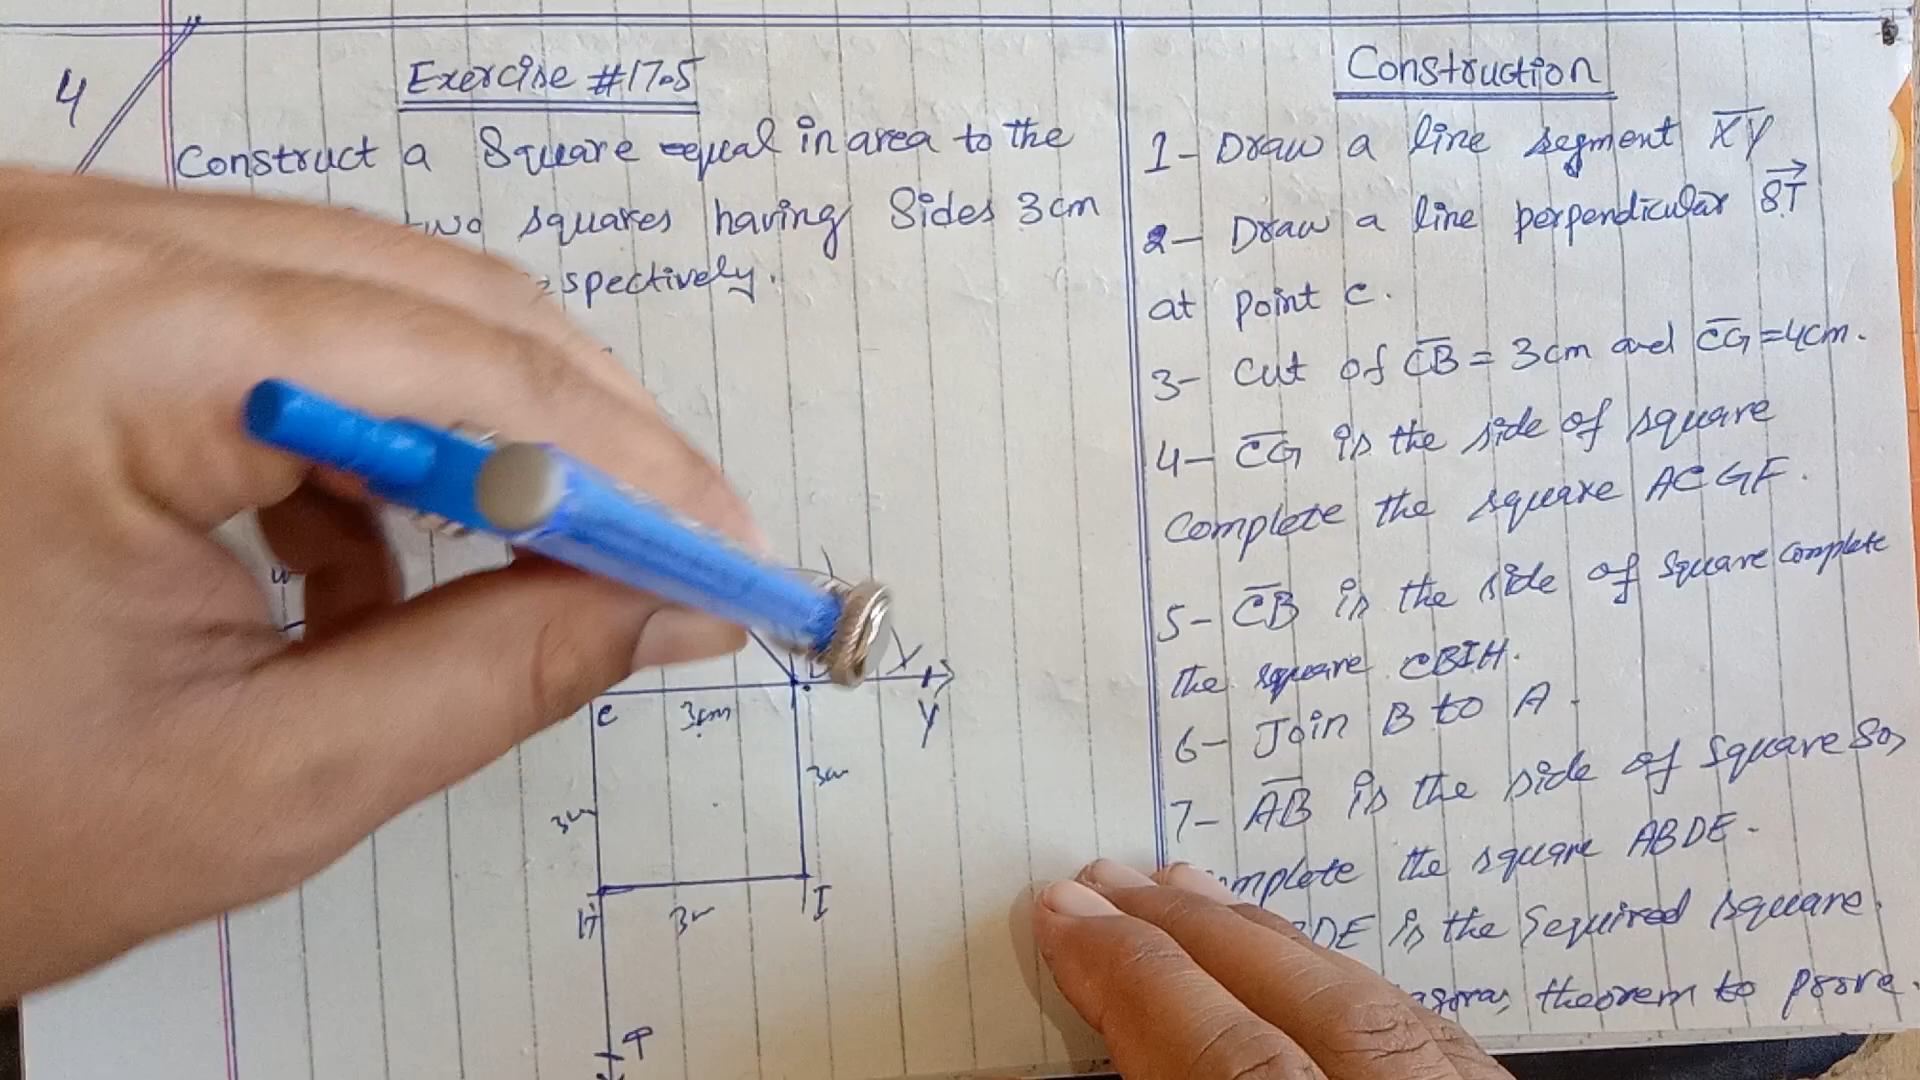 4
Exercise #17.5
Construct a Square equal in area to the
two squares having Sides 3cm
espectively.
C
3cm
Y
3cm
3cm
H
3cm
I
T
Construction
1- Draw a line segment XY
2- Draw a line perpendicular ST
at point C.
3- Cut of CB = 3cm and CG = 4cm.
4- CG is the side of square
Complete the square ACGF.
5- CB is the side of square complete
the square CBIH.
6- Join B to A.
7- AB is the side of square So,
omplete the square ABDE.
BDE is the Sequired square.
agoras theorem to prove.